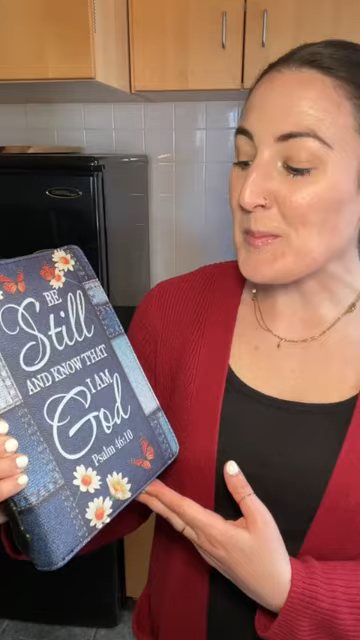 BE
Still
AND KNOW THAT
I AM
God
Psalm 46:10